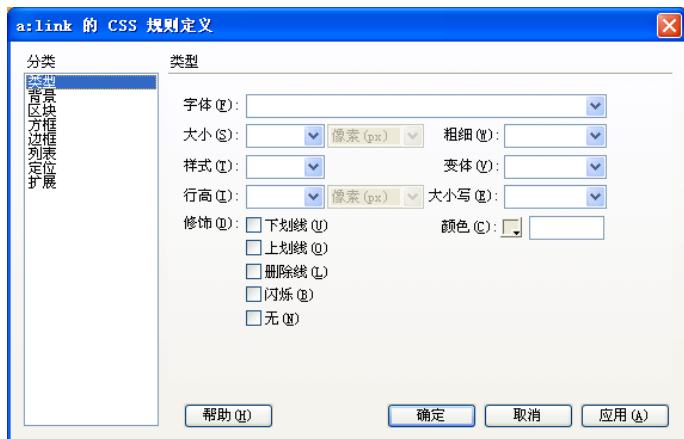 a:link 的 CSS 规则定义
分类
类型
背景
区块
方框
边框
列表
定位
扩展
类型
字体(F):
大小(S): 像素(px) 粗细(W):
样式(T): 变体(V):
行高(I): 像素(px) 大小写(E):
修饰(D): 下划线(U) 颜色(C):
上划线(O)
删除线(L)
闪烁(B)
无(N)
帮助(H) 确定 取消 应用(A)